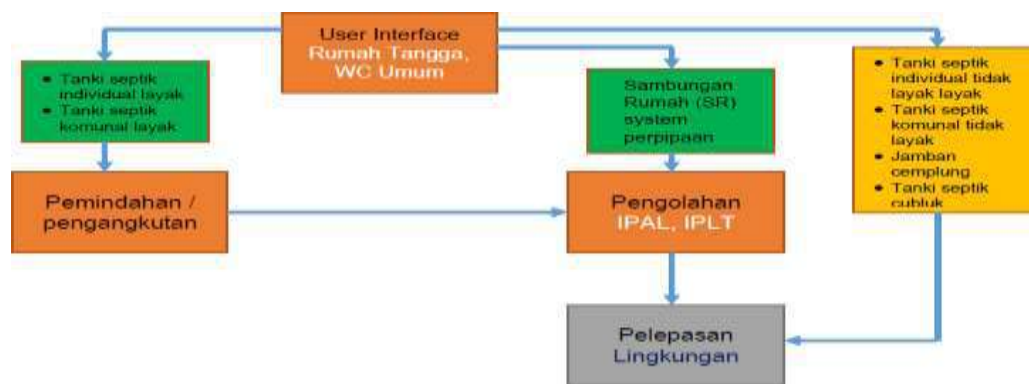 User Interface
Rumah Tangga,
WC Umum
• Tanki septik
individual layak
• Tanki septik
komunal layak
Sambungan
Rumah (SR)
system
perpipaan
• Tanki septik
individual tidak
layak layak
• Tanki septik
komunal tidak
layak
• Jamban
cemplung
• Tanki septik
cubluk
Pemindahan /
pengangkutan
Pengolahan
IPAL, IPLT
Pelepasan
Lingkungan